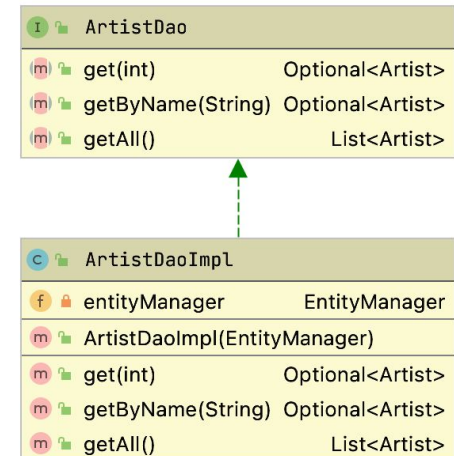 I ArtistDao
m get(int) Optional<Artist>
m getByName(String) Optional<Artist>
m getAll() List<Artist>
C ArtistDaoImpl
f entityManager EntityManager
m ArtistDaoImpl(EntityManager)
m get(int) Optional<Artist>
m getByName(String) Optional<Artist>
m getAll() List<Artist>